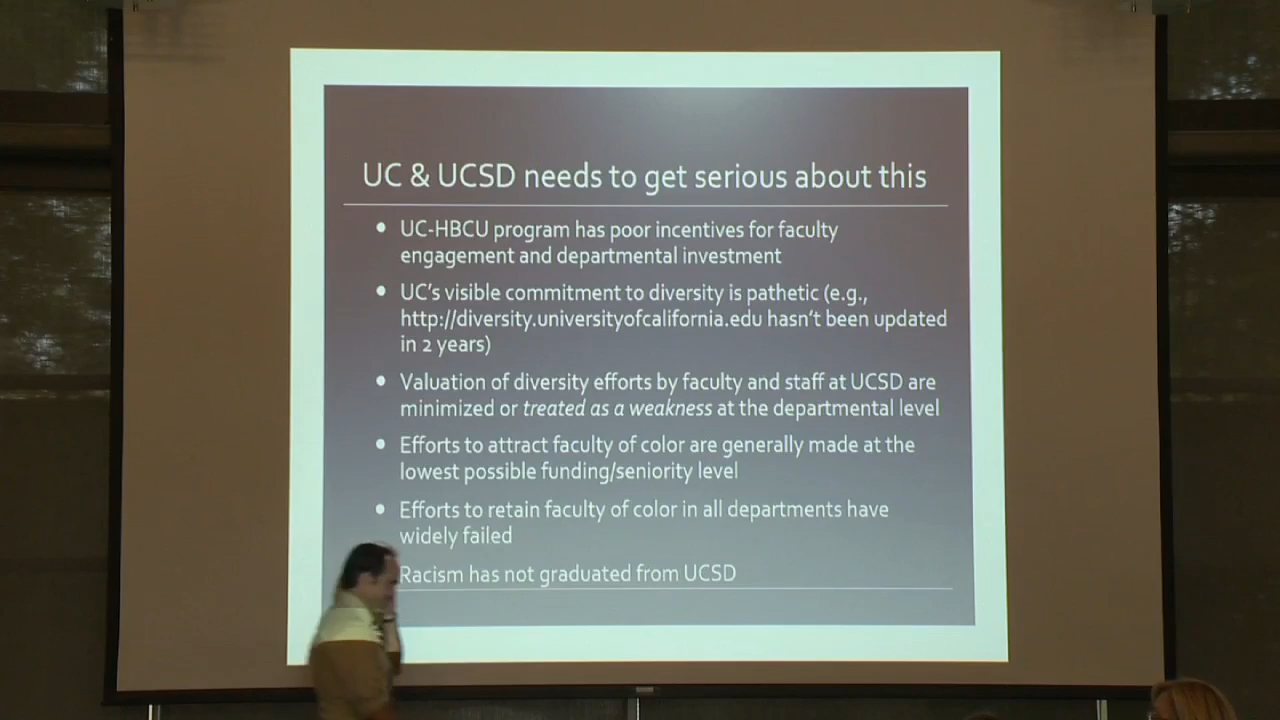 UC & UCSD needs to get serious about this
• UC-HBCU program has poor incentives for faculty
engagement and departmental investment
• UC's visible commitment to diversity is pathetic (e.g.,
http://diversity.universityofcalifornia.edu hasn't been updated
in 2 years)
• Valuation of diversity efforts by faculty and staff at UCSD are
minimized or treated as a weakness at the departmental level
• Efforts to attract faculty of color are generally made at the
lowest possible funding/seniority level
• Efforts to retain faculty of color in all departments have
widely failed
Racism has not graduated from UCSD